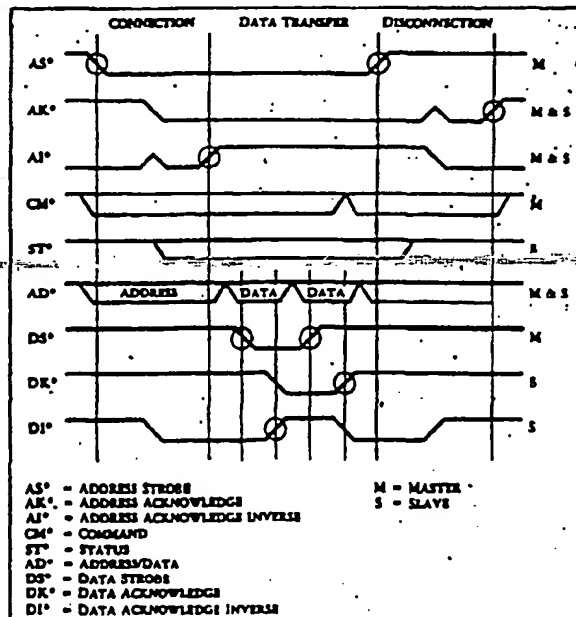 CONNECTION DATA TRANSFER DISCONNECTION
AS° M
AK° M & S
AI° M & S
CM° M
ST°
AD° ADDRESS DATA DATA M & S
DS° M
DK° S
DI° S
AS° = ADDRESS STROBE M = MASTER
AK° = ADDRESS ACKNOWLEDGE S = SLAVE
AI° = ADDRESS ACKNOWLEDGE INVERSE
CM° = COMMAND
ST° = STATUS
AD° = ADDRESS/DATA
DS° = DATA STROBE
DK° = DATA ACKNOWLEDGE
DI° = DATA ACKNOWLEDGE INVERSE